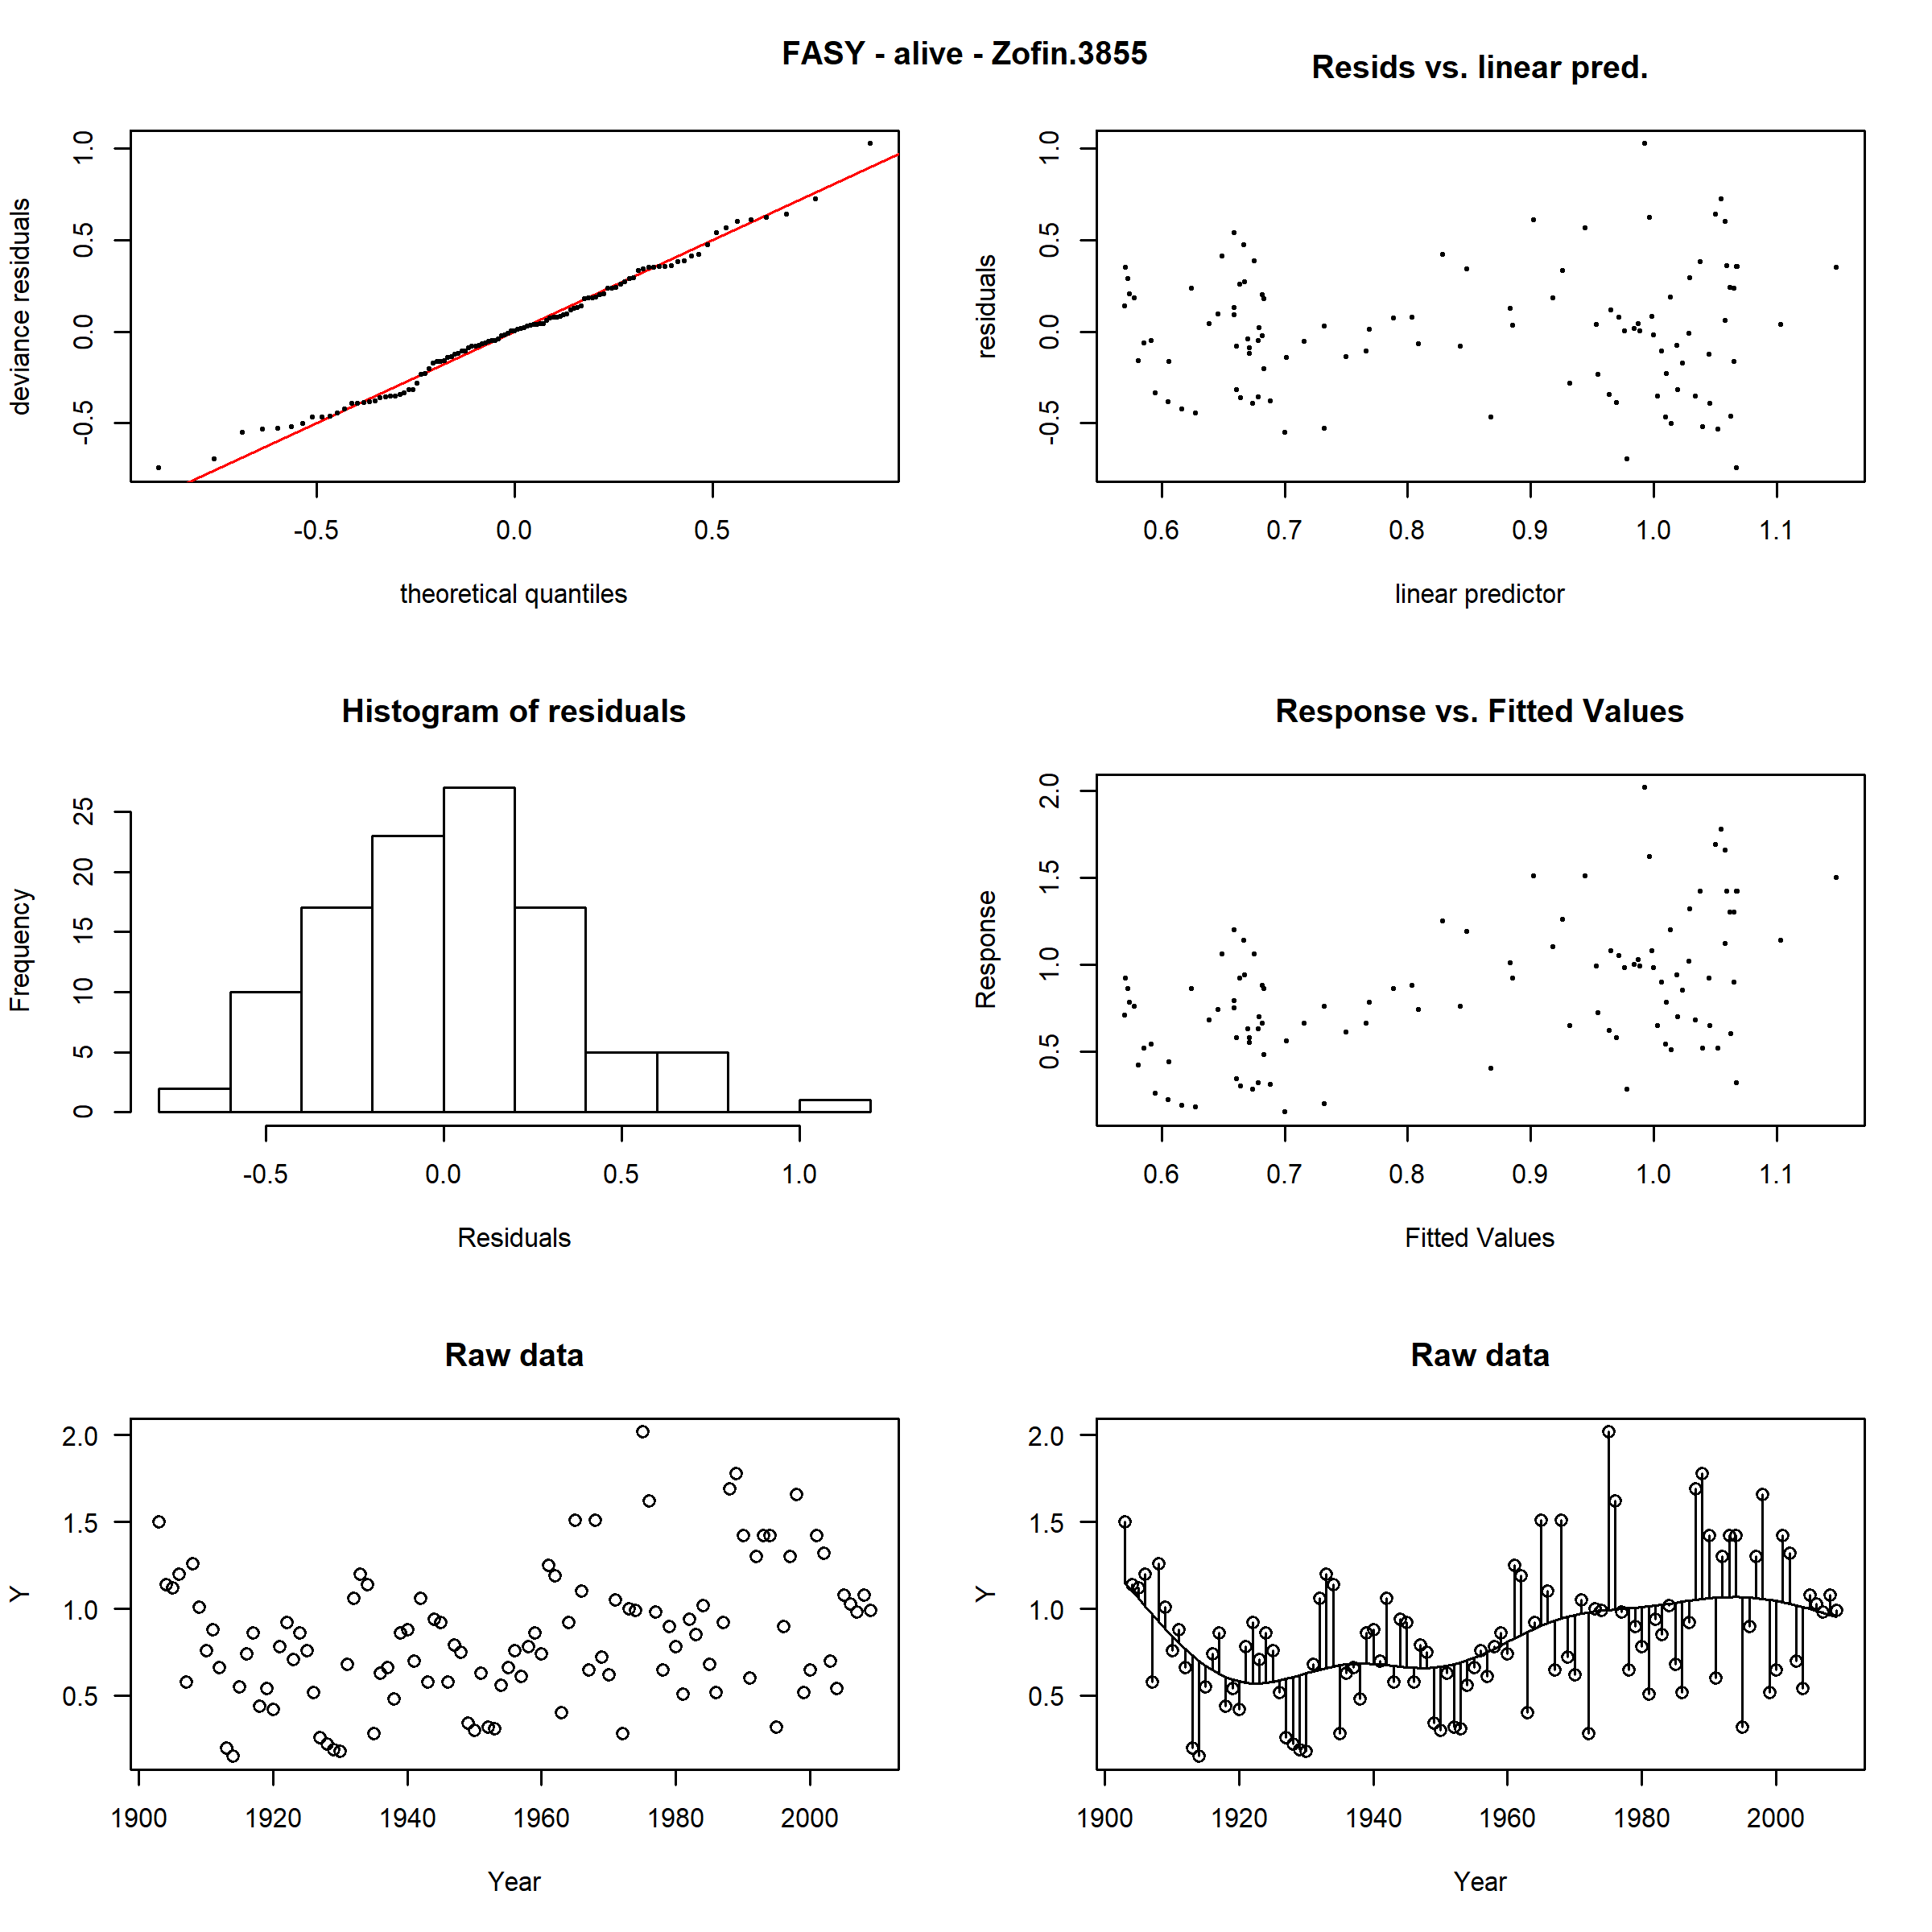 FASY - alive - Zofin.3855
Resids vs. linear pred.
deviance residuals
-0.5 0.0 0.5 1.0
-0.5 0.0 0.5
theoretical quantiles
residuals
-0.5 0.0 0.5 1.0
0.6 0.7 0.8 0.9 1.0 1.1
linear predictor
Histogram of residuals
Frequency
0 5 10 15 20 25
-0.5 0.0 0.5 1.0
Residuals
Response vs. Fitted Values
Response
0.5 1.0 1.5 2.0
0.6 0.7 0.8 0.9 1.0 1.1
Fitted Values
Raw data
Y
2.0
1.5
1.0
0.5
1900 1920 1940 1960 1980 2000
Year
Raw data
Y
2.0
1.5
1.0
0.5
1900 1920 1940 1960 1980 2000
Year